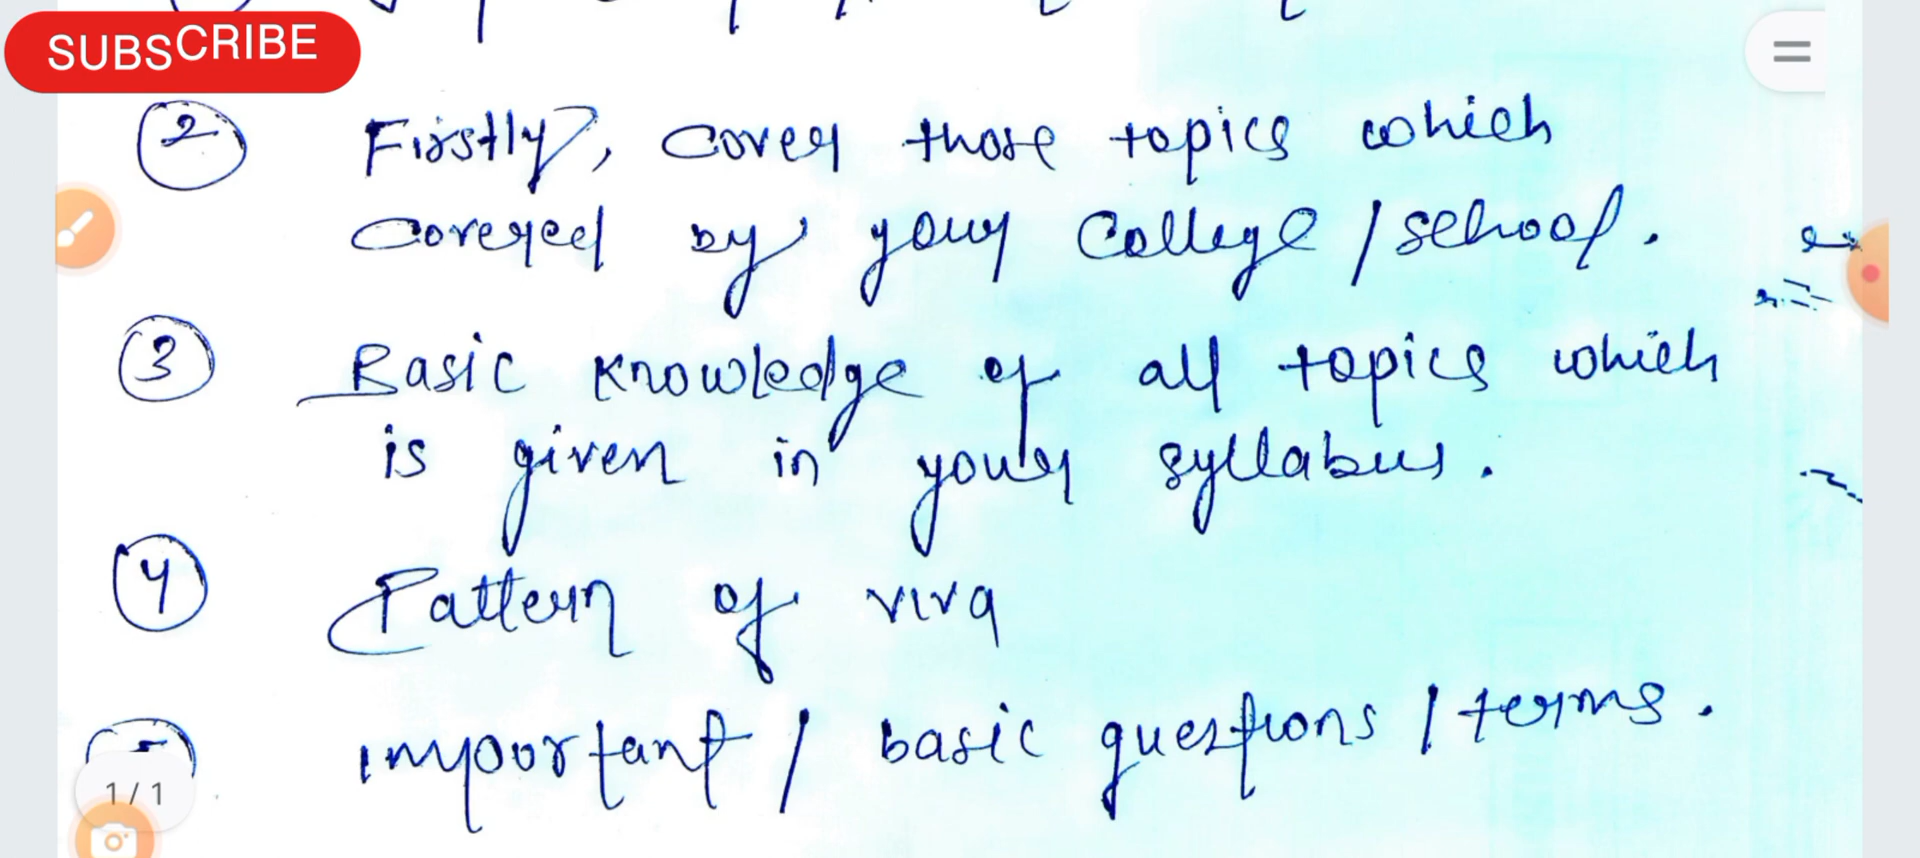 SUBSCRIBE
2 Firstly, cover those topics which
covered by your College / school.
3 Basic knowledge of all topics which
is given in your syllabus.
4 Pattern of viva
5 important / basic questions / terms.
1/1